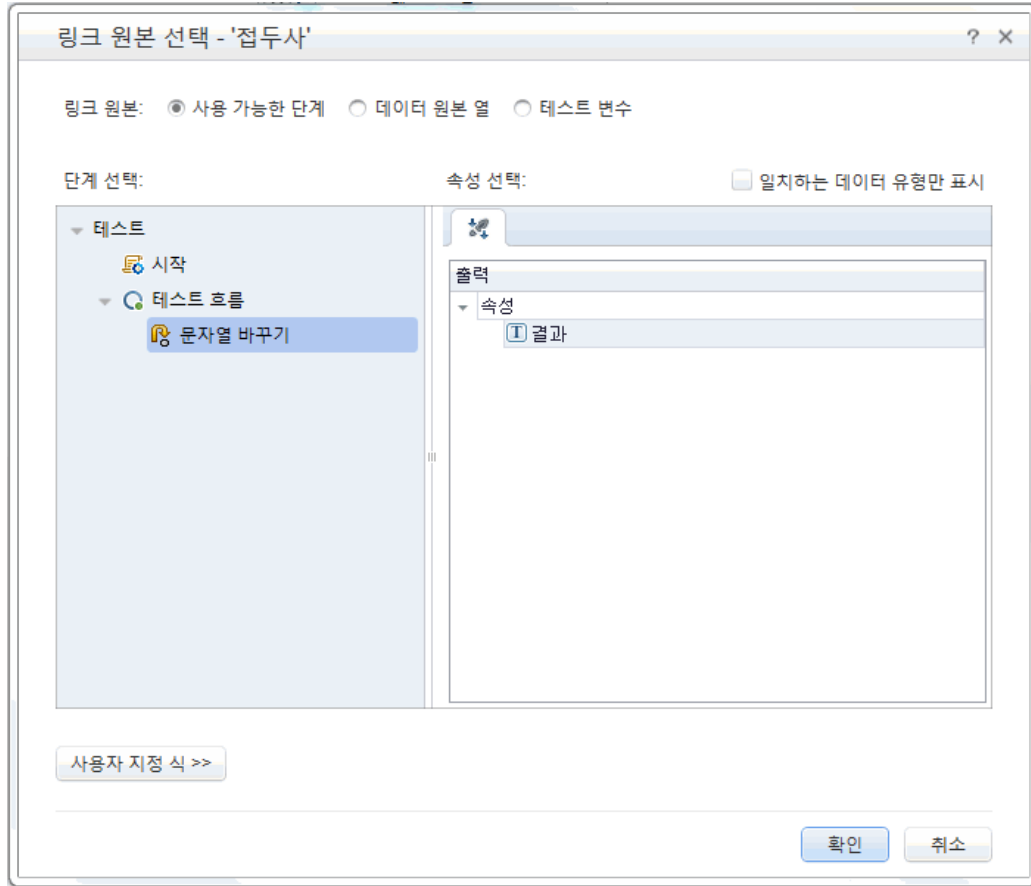 링크 원본 선택 - '접두사'
링크 원본: 사용 가능한 단계 데이터 원본 열 테스트 변수
단계 선택: 속성 선택: 일치하는 데이터 유형만 표시
테스트
시작
테스트 흐름
문자열 바꾸기
출력
속성
T 결과
사용자 지정 식 >>
확인 취소